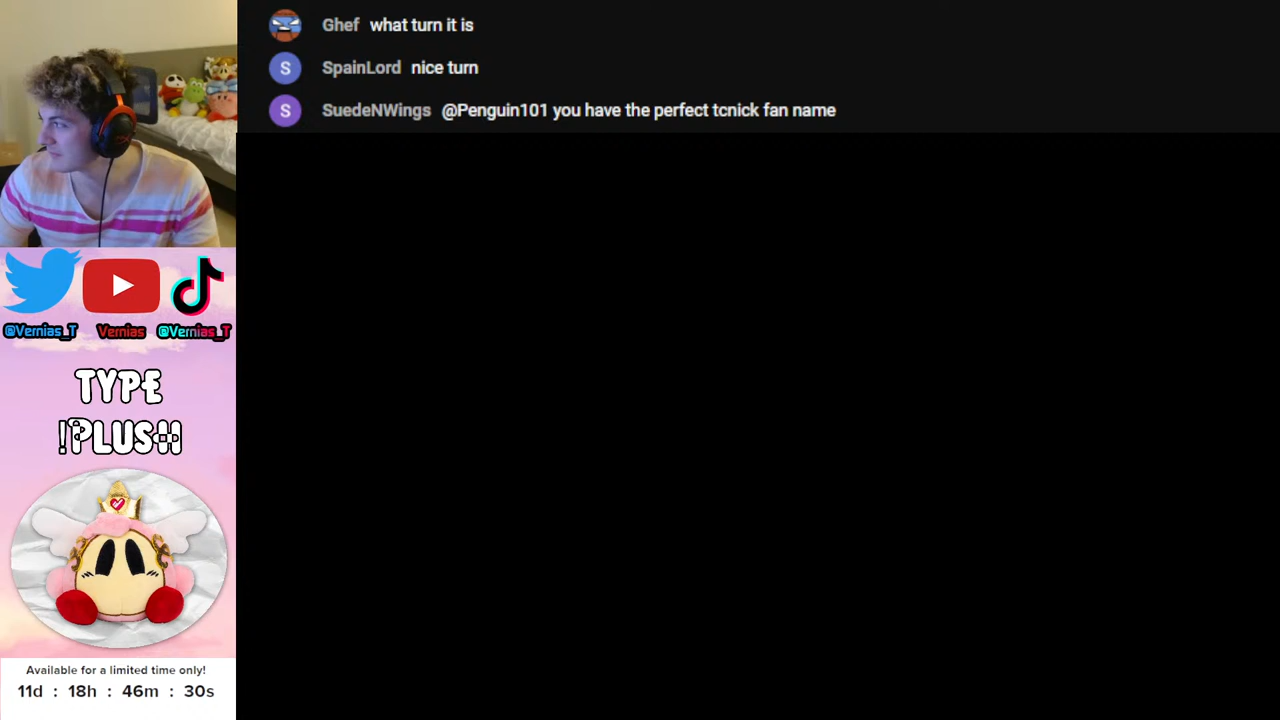 Ghef what turn it is
S SpainLord nice turn
S SuedeNWings @Penguin101 you have the perfect tcnick fan name
@Vernias_T Vernias @Vernias_T
TYPE
!PLUSH
Available for a limited time only!
11d : 18h : 46m : 30s